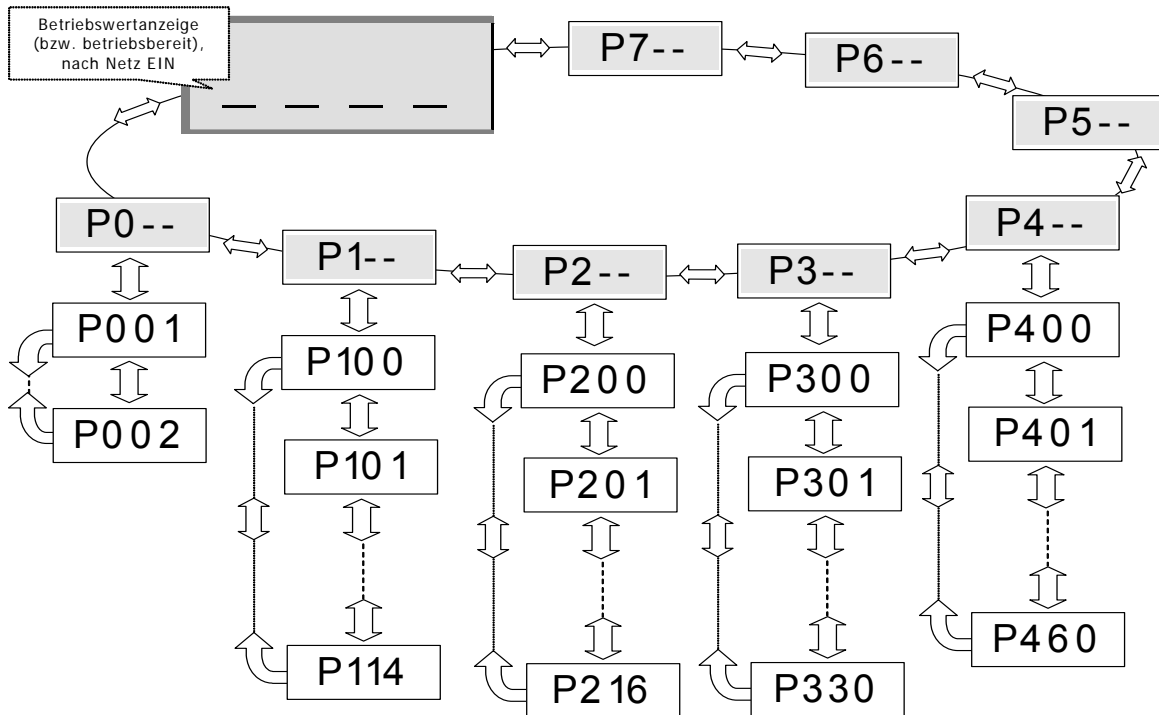 Betriebswertanzeige
(bzw. betriebsbereit),
nach Netz EIN
_ _ _ _
P7--
P6--
P5--
P0--
P1--
P2--
P3--
P4--
P001
P002
P100
P101
P114
P200
P201
P216
P300
P301
P330
P400
P401
P460